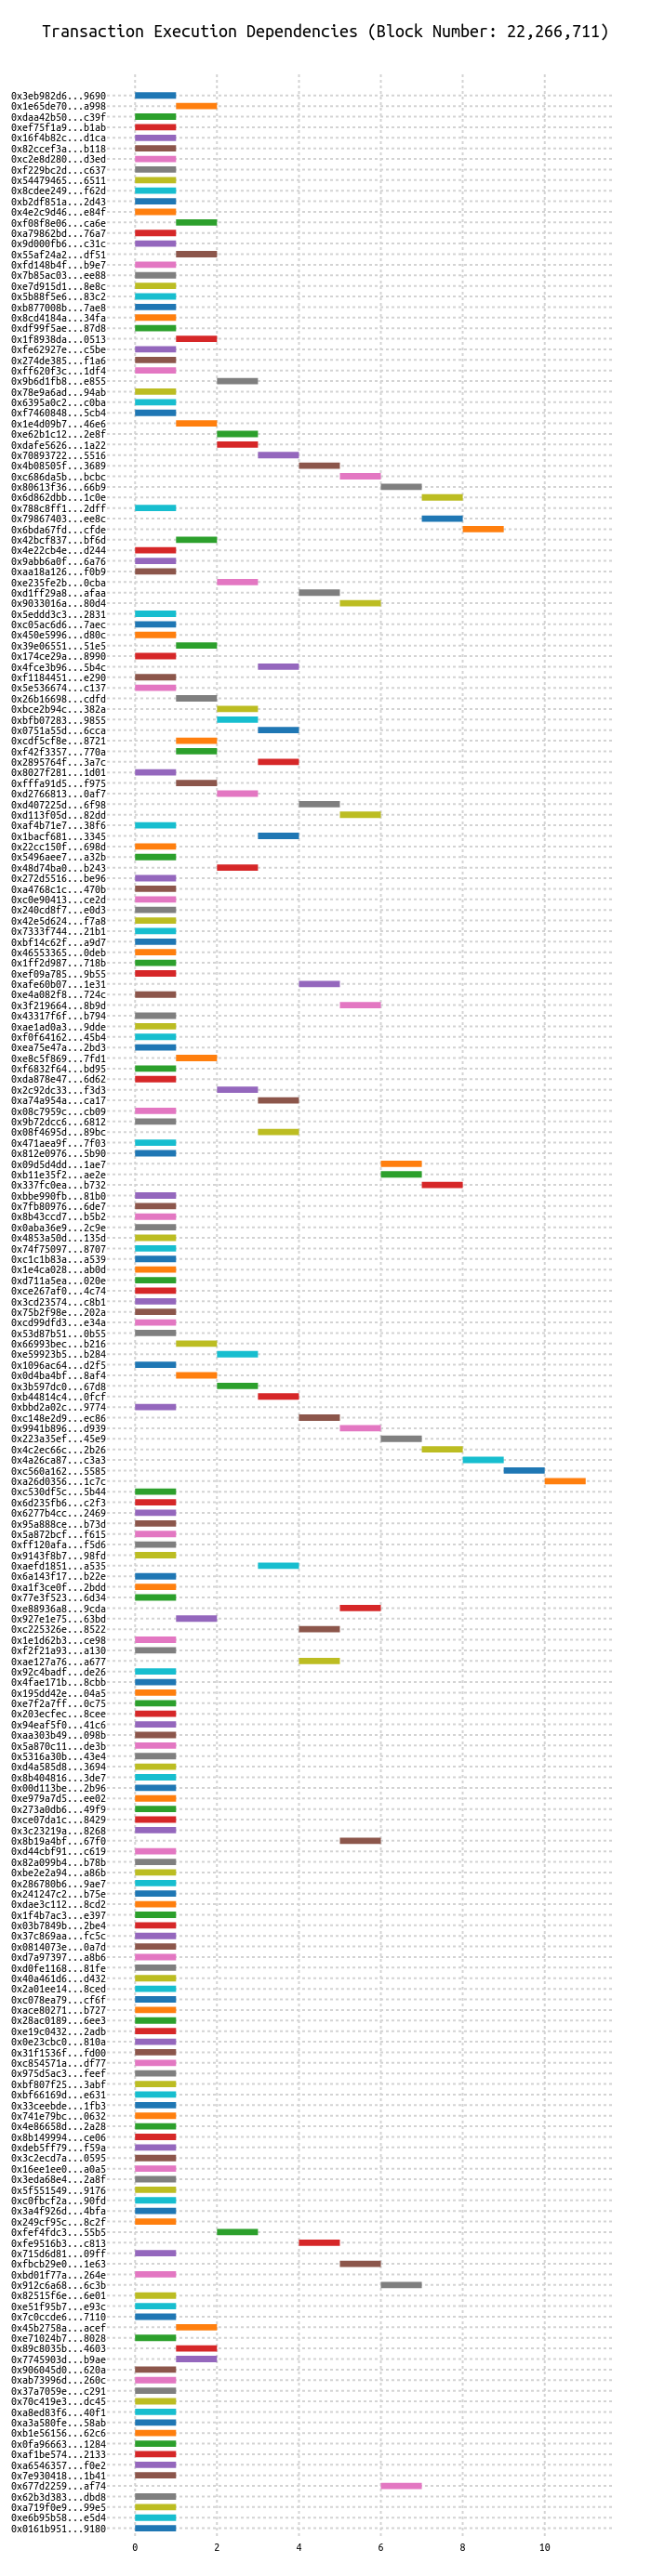 Transaction Execution Dependencies (Block Number: 22,266,711)
0x3eb982d6...9690
0x1e65de70...a998
0xdaa42b50...c39f
0xef75f1a9...b1ab
0x16f4b82c...d1ca
0x82ccef3a...b118
0xc2e8d280...d3ed
0xf229bc2d...c637
0x54479465...6511
0x8cdee249...f62d
0xb2df851a...2d43
0x4e2c9d46...e84f
0xf08f8e06...ca6e
0xa79862bd...76a7
0x9d000fb6...c31c
0x55af24a2...df51
0xfd148b4f...b9e7
0x7b85ac03...ee88
0xe7d915d1...8e8c
0x5b88f5e6...83c2
0xb877008b...7ae8
0x8cd4184a...34fa
0xdf99f5ae...87d8
0x1f8938da...0513
0xfe62927e...c5be
0x274de385...f1a6
0xff620f3c...1df4
0x9b6d1fb8...e855
0x78e9a6ad...94ab
0x6395a0c2...c0ba
0xf7460848...5cb4
0x1e4d09b7...46e6
0xe62b1c12...2e8f
0xdafe5626...1a22
0x70893722...5516
0x4b08505f...3689
0xc686da5b...bcbc
0x80613f36...66b9
0x6d862dbb...1c0e
0x788c8ff1...2dff
0x79867403...ee8c
0x6bda67fd...cfde
0x42bcf837...bf6d
0x4e22cb4e...d244
0x9abb6a0f...6a76
0xaa18a126...f0b9
0xe235fe2b...0cba
0xd1ff29a8...afaa
0x9033016a...80d4
0x5eddd3c3...2831
0xc05ac6d6...7aec
0x450e5996...d80c
0x39e06551...51e5
0x174ce29a...8990
0x4fce3b96...5b4c
0xf1184451...e290
0x5e536674...c137
0x26b16698...cdfd
0xbce2b94c...382a
0xbfb07283...9855
0x0751a55d...6cca
0xcdf5cf8e...8721
0xf42f3357...770a
0x2895764f...3a7c
0x8027f281...1d01
0xfffa91d5...f975
0xd2766813...0af7
0xd407225d...6f98
0xd113f05d...82dd
0xaf4b71e7...38f6
0x1bacf681...3345
0x22cc150f...698d
0x5496aee7...a32b
0x48d74ba0...b243
0x272d5516...be96
0xa4768c1c...470b
0xc0e90413...ce2d
0x240cd8f7...e0d3
0x42e5d624...f7a8
0x7333f744...21b1
0xbf14c62f...a9d7
0x46553365...0deb
0x1ff2d987...718b
0xef09a785...9b55
0xafe60b07...1e31
0xe4a082f8...724c
0x3f219664...8b9d
0x43317f6f...b794
0xae1ad0a3...9dde
0xf0f64162...45b4
0xea75e47a...2bd3
0xe8c5f869...7fd1
0xf6832f64...bd95
0xda878e47...6d62
0x2c92dc33...f3d3
0xa74a954a...ca17
0x08c7959c...cb09
0x9b72dcc6...6812
0x08f4695d...89bc
0x471aea9f...7f03
0x812e0976...5b90
0x09d5d4dd...1ae7
0xb11e35f2...ae2e
0x337fc0ea...b732
0xbbe990fb...81b0
0x7fb80976...6de7
0x8b43ccd7...b5b2
0x0aba36e9...2c9e
0x4853a50d...135d
0x74f75097...8707
0xc1c1b83a...a539
0x1e4ca028...ab0d
0xd711a5ea...020e
0xce267af0...4c74
0x3cd23574...c8b1
0x75b2f98e...202a
0xcd99dfd3...e34a
0x53d87b51...0b55
0x66993bec...b216
0xe59923b5...b284
0x1096ac64...d2f5
0x0d4ba4bf...8af4
0x3b597dc0...67d8
0xb44814c4...0fcf
0xbbd2a02c...9774
0xc148e2d9...ec86
0x9941b896...d939
0x223a35ef...45e9
0x4c2ec66c...2b26
0x4a26ca87...c3a3
0xc560a162...5585
0xa26d0356...1c7c
0xc530df5c...5b44
0x6d235fb6...c2f3
0x6277b4cc...2469
0x95a888ce...b73d
0x5a872bcf...f615
0xff120afa...f5d6
0x9143f8b7...98fd
0xaefd1851...a535
0x6a143f17...b22e
0xa1f3ce0f...2bdd
0x77e3f523...6d34
0xe88936a8...9cda
0x927e1e75...63bd
0xc225326e...8522
0x1e1d62b3...ce98
0xf2f21a93...a130
0xae127a76...a677
0x92c4badf...de26
0x4fae171b...8cbb
0x195dd42e...04a5
0xe7f2a7ff...0c75
0x203ecfec...8cee
0x94eaf5f0...41c6
0xaa303b49...098b
0x5a870c11...de3b
0x5316a30b...43e4
0xd4a585d8...3694
0x8b404816...3de7
0x00d113be...2b96
0xe979a7d5...ee02
0x273a0db6...49f9
0xce07da1c...8429
0x3c23219a...8268
0x8b19a4bf...67f0
0xd44cbf91...c619
0x82a099b4...b78b
0xbe2e2a94...a86b
0x286780b6...9ae7
0x241247c2...b75e
0xdae3c112...8cd2
0x1f4b7ac3...e397
0x03b7849b...2be4
0x37c869aa...fc5c
0x0814073e...0a7d
0xd7a97397...a8b6
0xd0fe1168...81fe
0x40a461d6...d432
0x2a01ee14...8ced
0xc078ea79...cf6f
0xace80271...b727
0x28ac0189...6ee3
0xe19c0432...2adb
0x0e23cbc0...810a
0x31f1536f...fd00
0xc854571a...df77
0x975d5ac3...feef
0xbf807f25...3abf
0xbf66169d...e631
0x33ceebde...1fb3
0x741e79bc...0632
0x4e86658d...2a28
0x8b149994...ce06
0xdeb5ff79...f59a
0x3c2ecd7a...0595
0x16ee1ee0...a0a5
0x3eda68e4...2a8f
0x5f551549...9176
0xc0fbcf2a...90fd
0x3a4f926d...4bfa
0x249cf95c...8c2f
0xfef4fdc3...55b5
0xfe9516b3...c813
0x715d6d81...09ff
0xfbcb29e0...1e63
0xbd01f77a...264e
0x912c6a68...6c3b
0x82515f6e...6e01
0xe51f95b7...e93c
0x7c0ccde6...7110
0x45b2758a...acef
0xe71024b7...8028
0x89c8035b...4603
0x7745903d...b9ae
0x906045d0...620a
0xab73996d...260c
0x37a7059e...c291
0x70c419e3...dc45
0xa8ed83f6...40f1
0xa3a580fe...58ab
0xb1e56156...62c6
0x0fa96663...1284
0xaf1be574...2133
0xa6546357...f0e2
0x7e930418...1b41
0x677d2259...af74
0x62b3d383...dbd8
0xa719f0e9...99e5
0xe6b95b58...e5d4
0x0161b951...9180
0 2 4 6 8 10